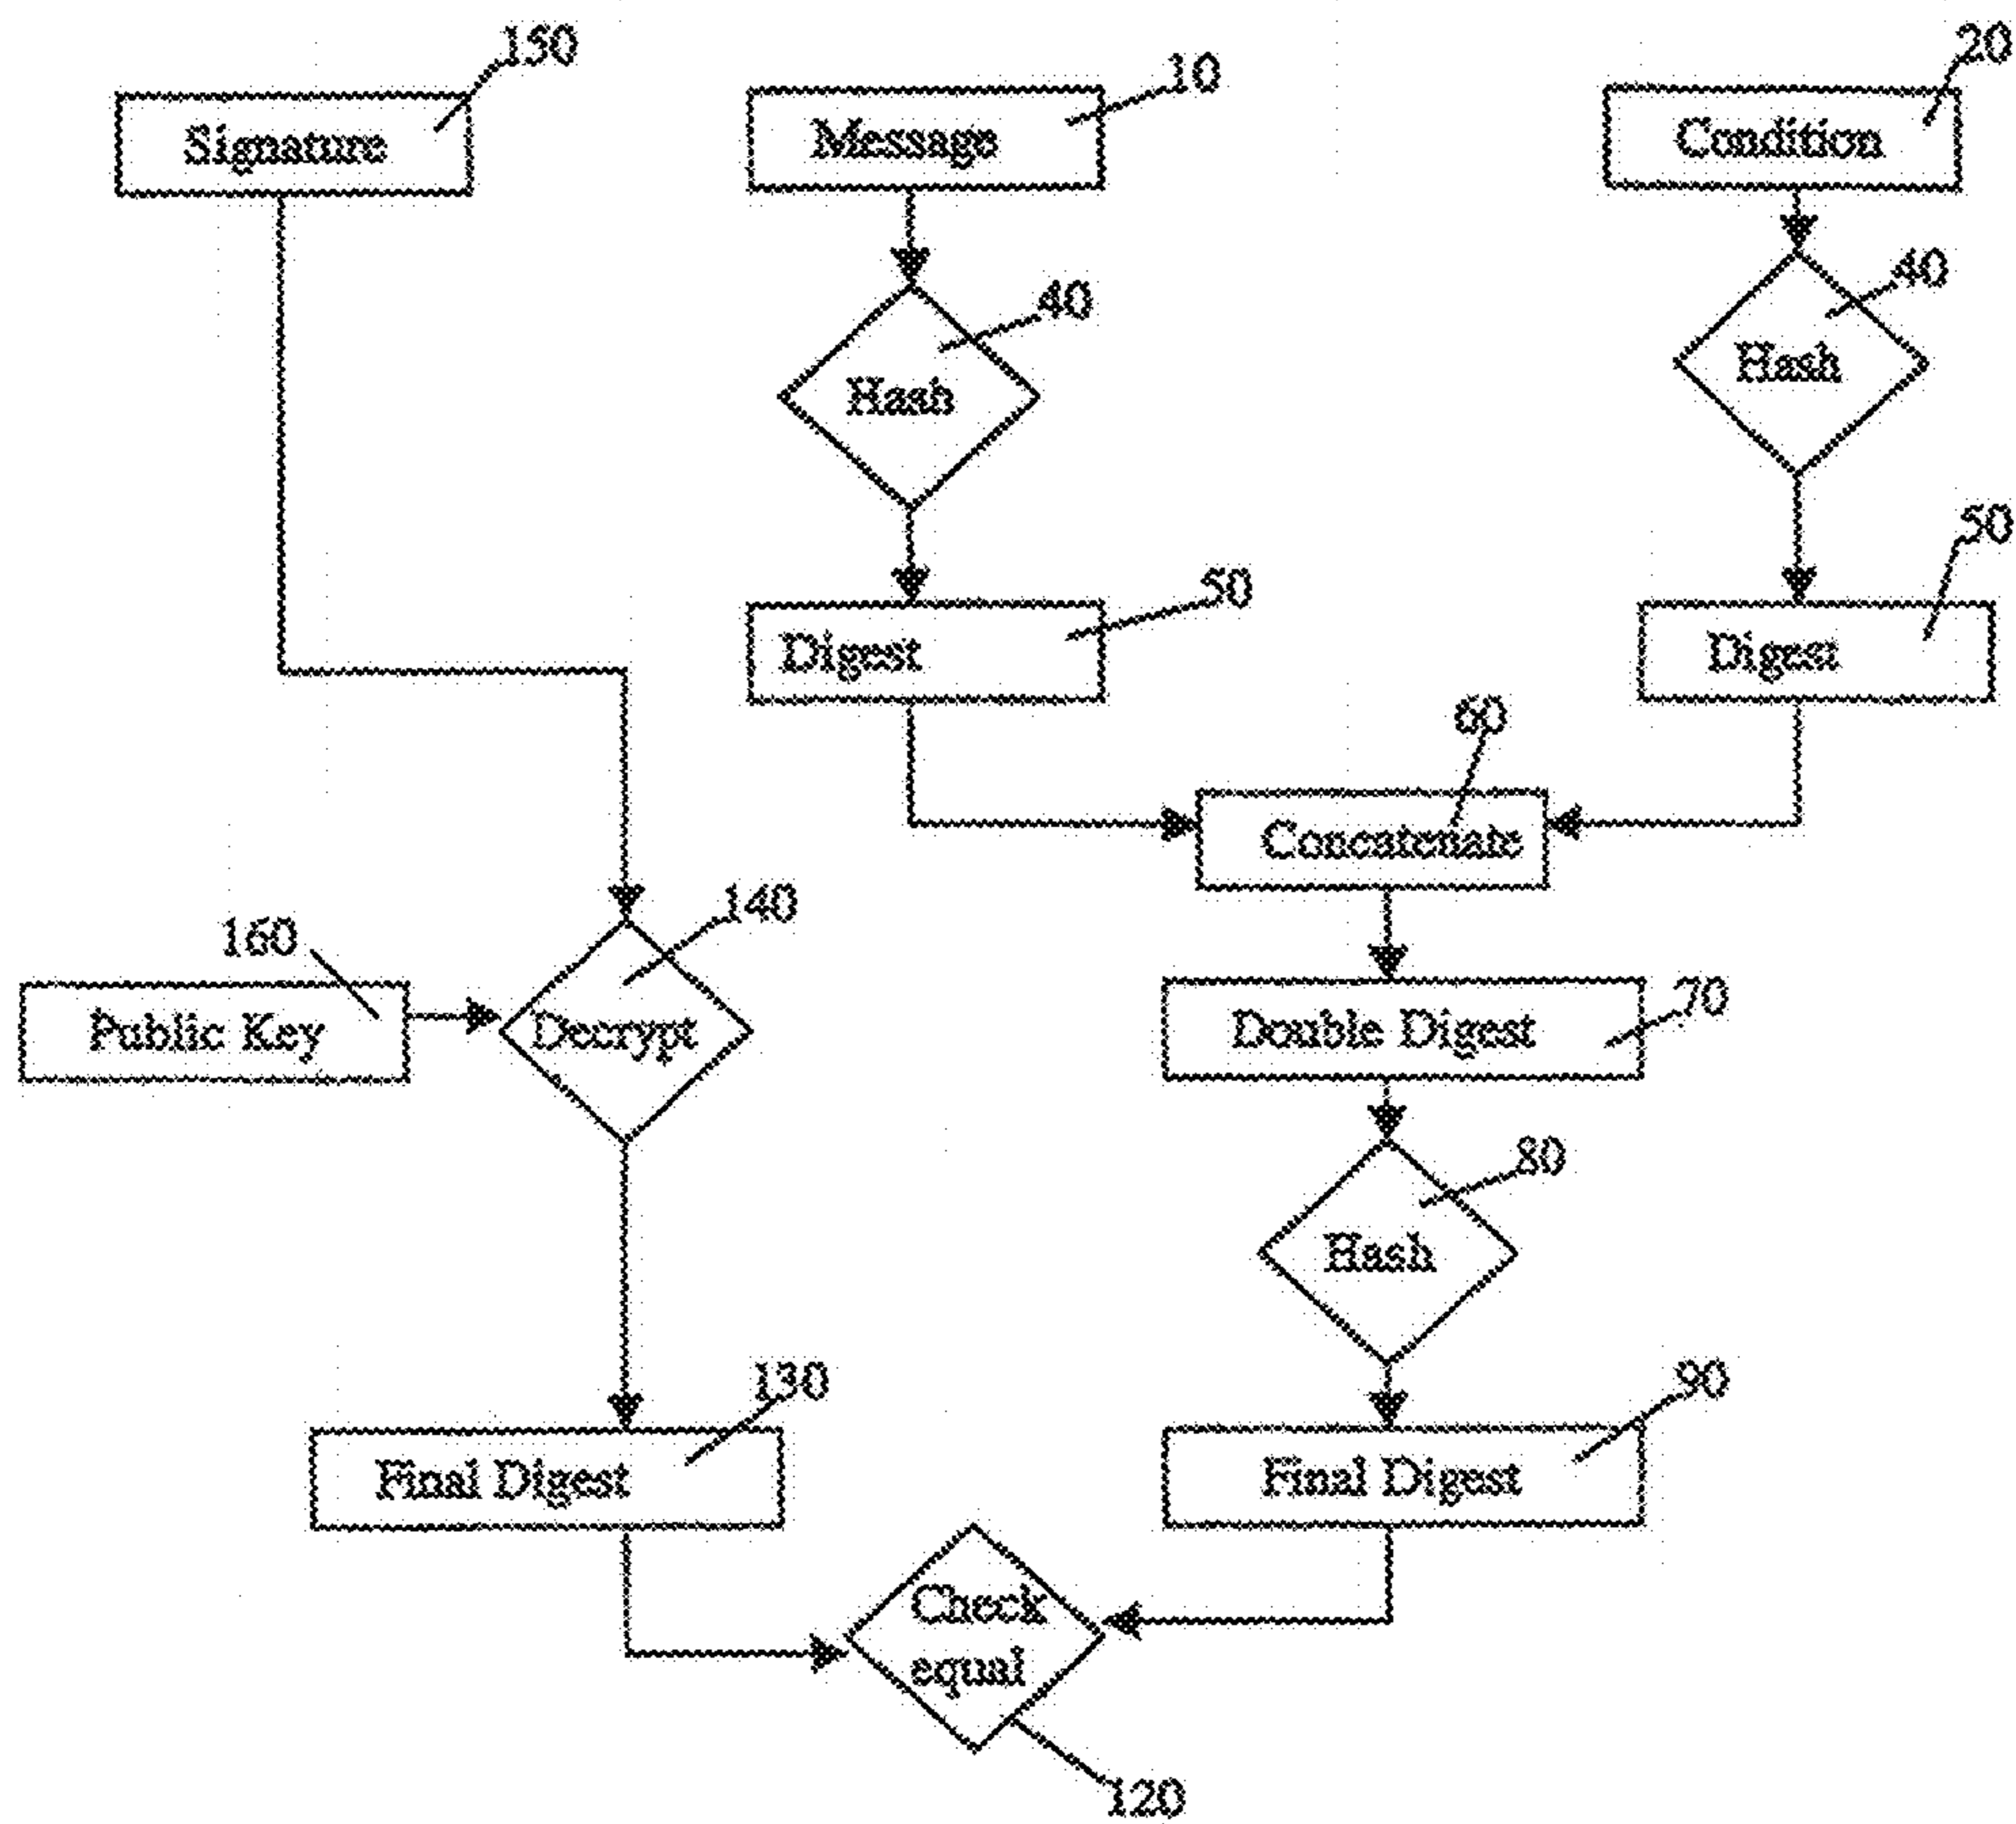 150
10
20
Signature
Message
Condition
40
40
Hash
Hash
50
50
Digest
Digest
60
Concatenate
140
160
Public Key
Decrypt
70
Double Digest
80
Hash
130
90
Final Digest
Final Digest
Check
equal
120